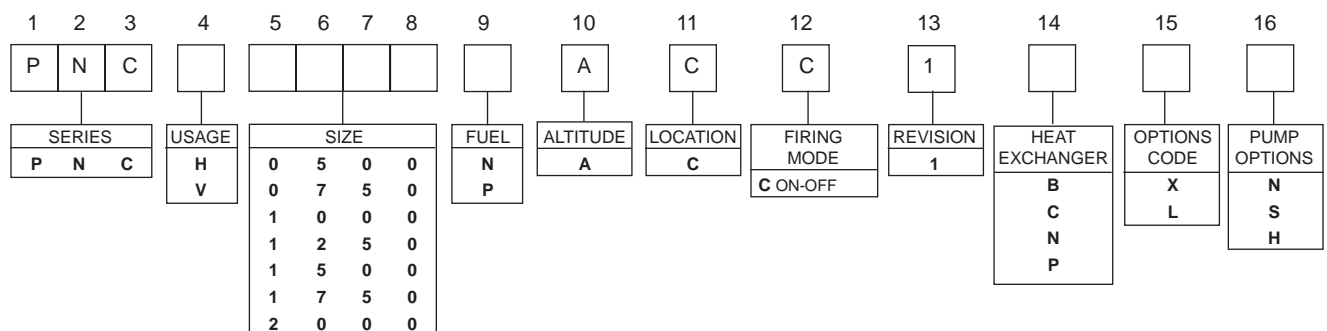 1 2 3 4 5 6 7 8 9 10 11 12 13 14 15 16
P N C A C C 1
SERIES USAGE SIZE FUEL ALTITUDE LOCATION FIRING MODE REVISION HEAT EXCHANGER OPTIONS CODE PUMP OPTIONS
P N C H 0 5 0 0 N A C C ON-OFF 1 B X N
V 0 7 5 0 P C L S
1 0 0 0 N H
1 2 5 0 P
1 5 0 0
1 7 5 0
2 0 0 0